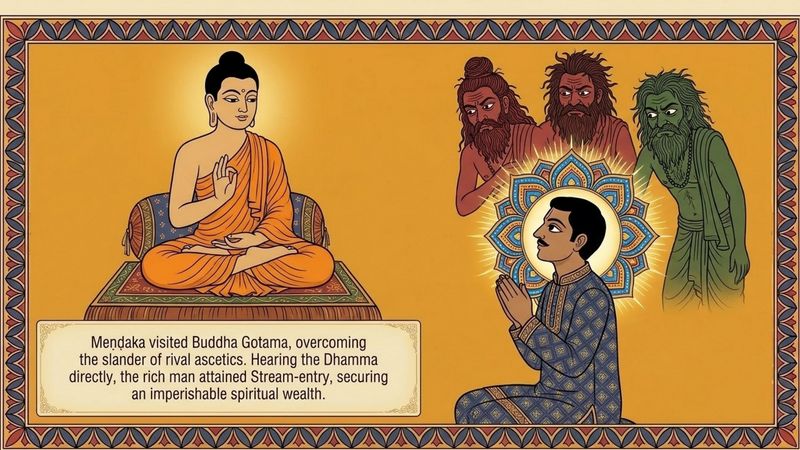 Meṇḍaka visited Buddha Gotama, overcoming
the slander of rival ascetics. Hearing the Dhamma
directly, the rich man attained Stream-entry, securing
an imperishable spiritual wealth.